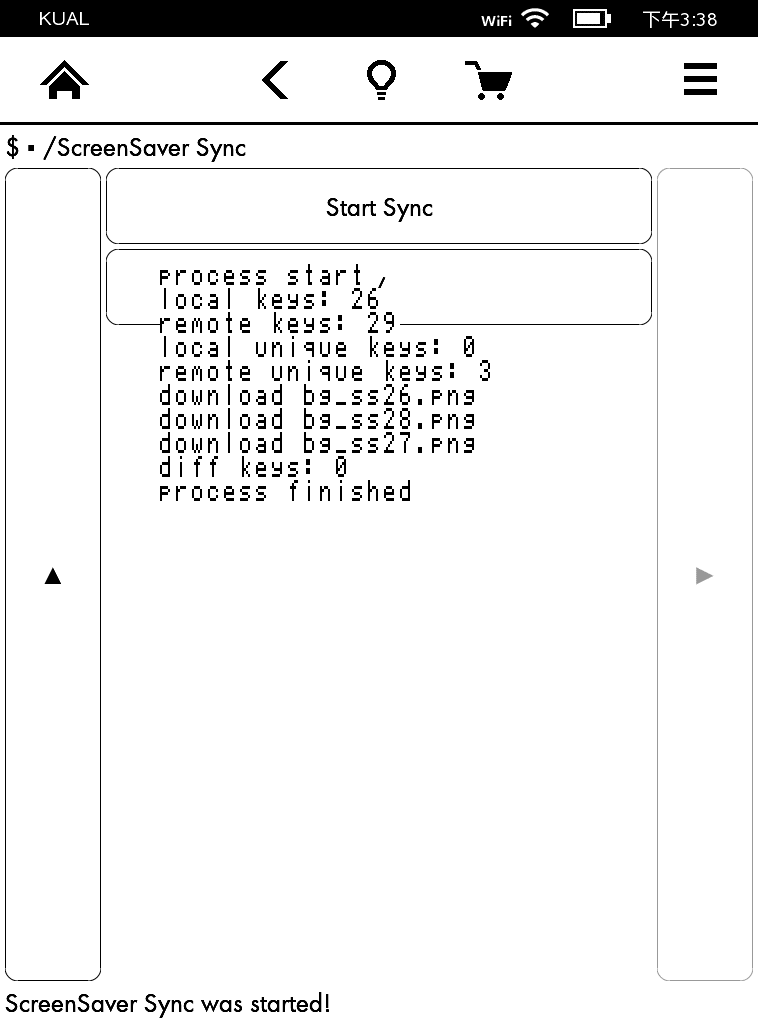 KUAL WiFi 下午3:38
$ ▪ /ScreenSaver Sync
Start Sync
process start
local keys: 26
remote keys: 29
local unique keys: 0
remote unique keys: 3
download bg_ss26.png
download bg_ss28.png
download bg_ss27.png
diff keys: 0
process finished
ScreenSaver Sync was started!